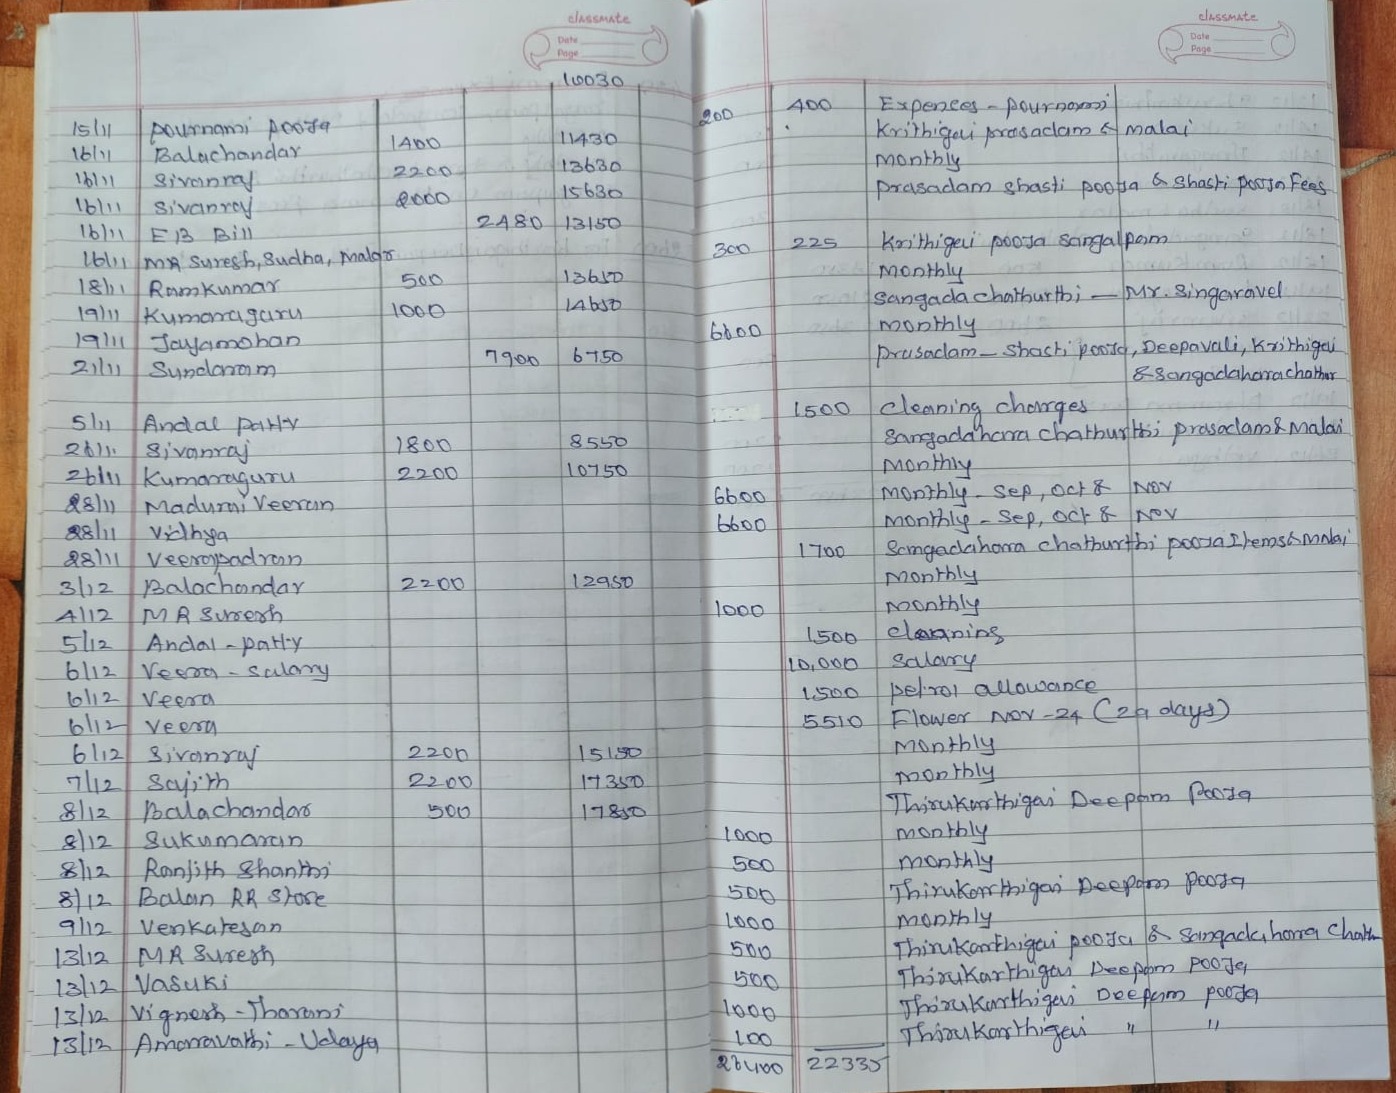 classmate
Date
Page
10030
15/11 pournami pooja
16/11 Balachandar 1400 11430
16/11 Sivanraj 2200 13630
16/11 Sivanraj 2000 15630
16/11 EB Bill 2480 13150
16/11 MR Suresh, Sudha, Malar
18/11 Ramkumar 500 13650
19/11 Kumaraguru 1000 14650
19/11 Jayamohan
21/11 Sundaram 7900 6750
5/11 Andal patty
26/11 Sivanraj 1800 8550
26/11 Kumaraguru 2200 10750
28/11 Madurai Veeran
28/11 Vidhya
28/11 Veerapadran
3/12 Balachandar 2200 12950
4/12 MR Suresh
5/12 Andal - patty
6/12 Veera - salary
6/12 Veera
6/12 Veera
6/12 Sivanraj 2200 15150
7/12 Sajith 2200 17350
8/12 Balachandar 500 17850
8/12 Sukumaran
8/12 Ranjith Shanthi
8/12 Balan RR Store
9/12 Venkatesan
13/12 MR Suresh
13/12 Vasuki
13/12 Vignesh - Tharani
13/12 Amaravathi - Udaya
classmate
Date
Page
200 400 Expences - pournami
Krithigai prasadam & malai
monthly
prasadam shasti pooja & shasti pooja Fees
300 225 Krithigai pooja sangalpam
monthly
sangada chathurthi — Mr. Singaravel
6600 monthly
prasadam - shasti pooja, Deepavali, Krithigai
& sangadahara chathur
1500 cleaning charges
Sangadahara chathurthi prasadam & malai
monthly
6600 monthly - Sep, Oct & Nov
6600 monthly - Sep, Oct & Nov
1700 Sangadahara chathurthi pooja Items & malai
monthly
1000 monthly
1500 cleaning
10,000 salary
1500 petrol allowance
5510 Flower Nov-24 (29 days)
monthly
monthly
Thirukarthigai Deepam Pooja
1000 monthly
500 monthly
500 Thirukarthigai Deepam pooja
1000 monthly
500 Thirukarthigai pooja & sangadahara chathu
500 Thirukarthigai Deepam pooja
1000 Thirukarthigai Deepam pooja
100 Thirukarthigai " "
26400 22335